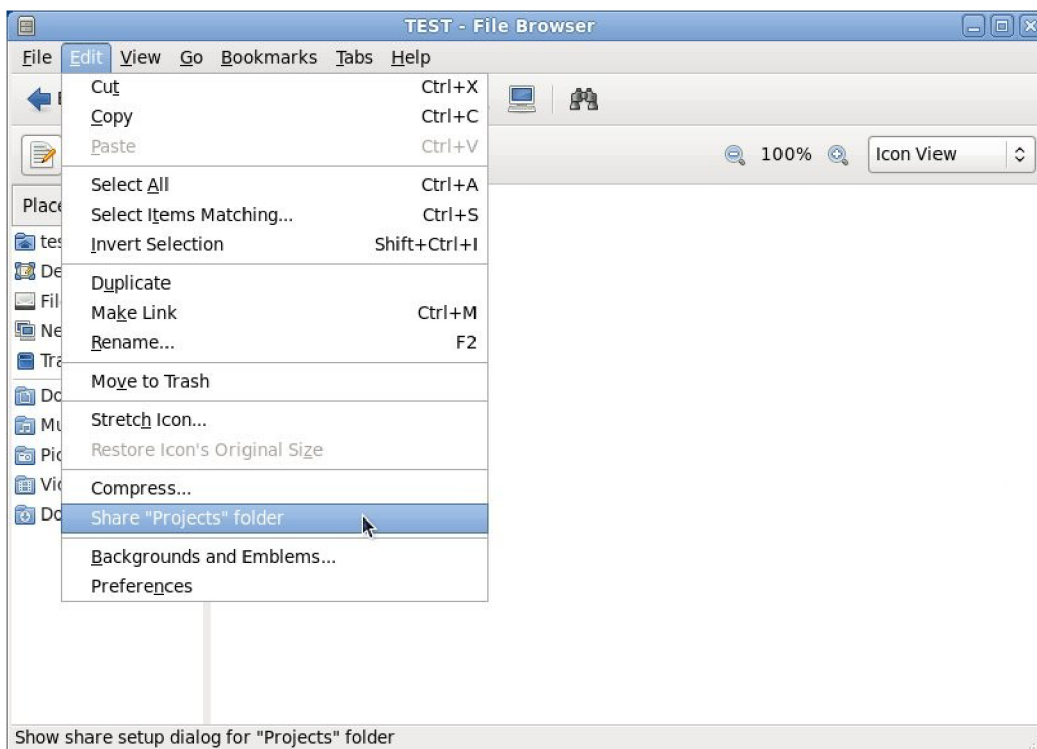 TEST - File Browser
File Edit View Go Bookmarks Tabs Help
Cut Ctrl+X
Copy Ctrl+C
Paste Ctrl+V
100% Icon View
Select All Ctrl+A
Select Items Matching... Ctrl+S
Invert Selection Shift+Ctrl+I
Duplicate
Make Link Ctrl+M
Rename... F2
Move to Trash
Stretch Icon...
Restore Icon's Original Size
Compress...
Share "Projects" folder
Backgrounds and Emblems...
Preferences
Show share setup dialog for "Projects" folder